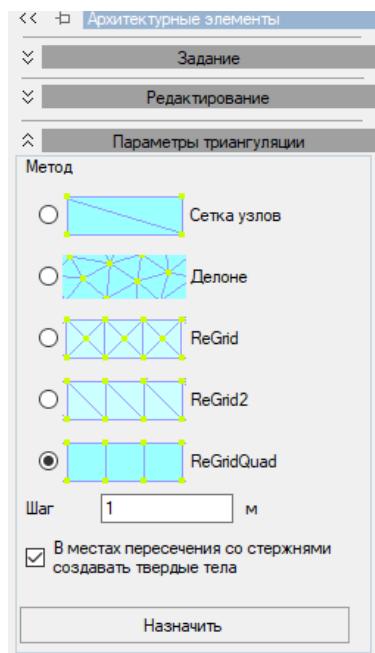 Архитектурные элементы
Задание
Редактирование
Параметры триангуляции
Метод
Сетка узлов
Делоне
ReGrid
ReGrid2
ReGridQuad
Шаг 1 м
В местах пересечения со стержнями
создавать твердые тела
Назначить